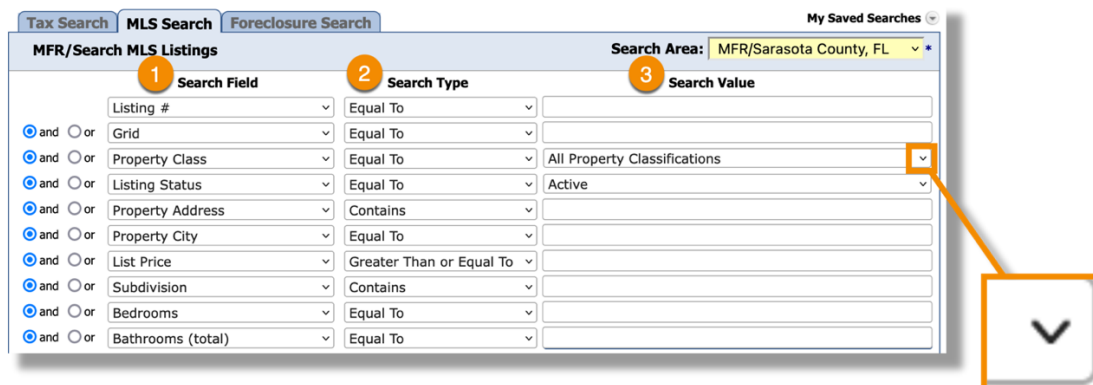 Tax Search MLS Search Foreclosure Search My Saved Searches
MFR/Search MLS Listings Search Area: MFR/Sarasota County, FL *
1 Search Field 2 Search Type 3 Search Value
Listing # Equal To
and or Grid Equal To
and or Property Class Equal To All Property Classifications
and or Listing Status Equal To Active
and or Property Address Contains
and or Property City Equal To
and or List Price Greater Than or Equal To
and or Subdivision Contains
and or Bedrooms Equal To
and or Bathrooms (total) Equal To